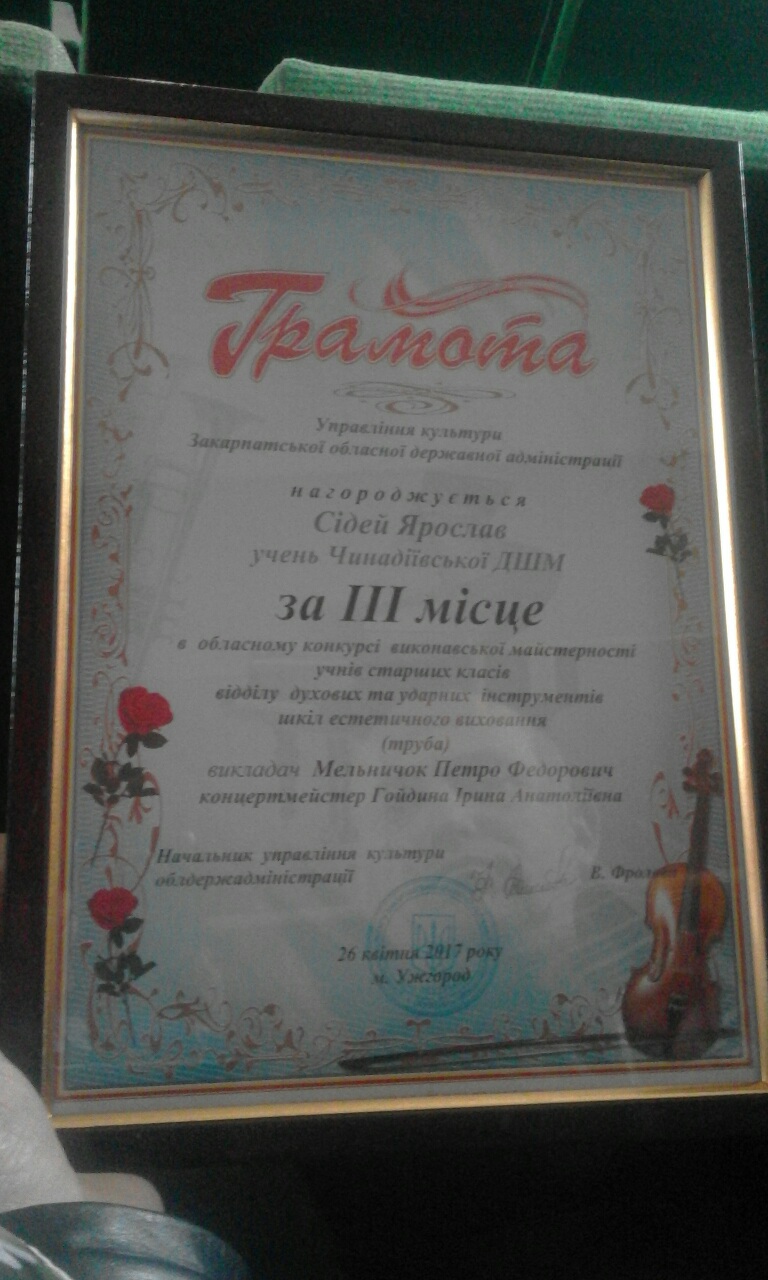 Грамота
Управління культури
Закарпатської обласної державної адміністрації
нагороджується
Сідей Ярослав
учень Чинадіївської ДШМ
за ІІІ місце
в обласному конкурсі виконавської майстерності
учнів старших класів
відділу духових та ударних інструментів
шкіл естетичного виховання
(труба)
викладач Мельничок Петро Федорович
концертмейстер Гойдина Ірина Анатоліївна
Начальник управління культури
облдержадміністрації
В.
26 квітня 2017 року
м. Ужгород